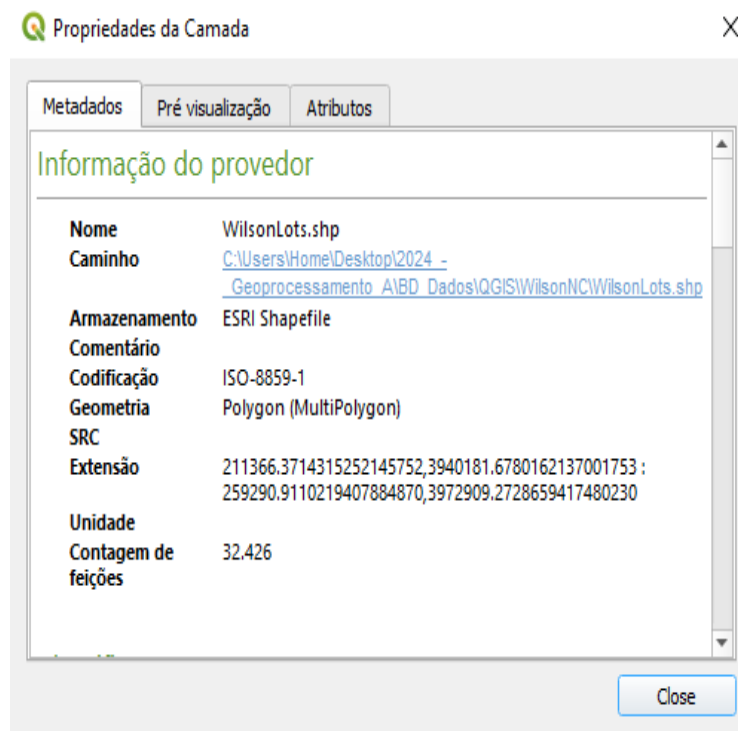 Propriedades da Camada
Metadados Pré visualização Atributos
Informação do provedor
Nome WilsonLots.shp
Caminho C:\Users\Home\Desktop\2024_-
_Geoprocessamento_A\BD_Dados\QGIS\WilsonNC\WilsonLots.shp
Armazenamento ESRI Shapefile
Comentário
Codificação ISO-8859-1
Geometria Polygon (MultiPolygon)
SRC
Extensão 211366.3714315252145752,3940181.6780162137001753 :
259290.9110219407884870,3972909.2728659417480230
Unidade
Contagem de 32.426
feições
Close